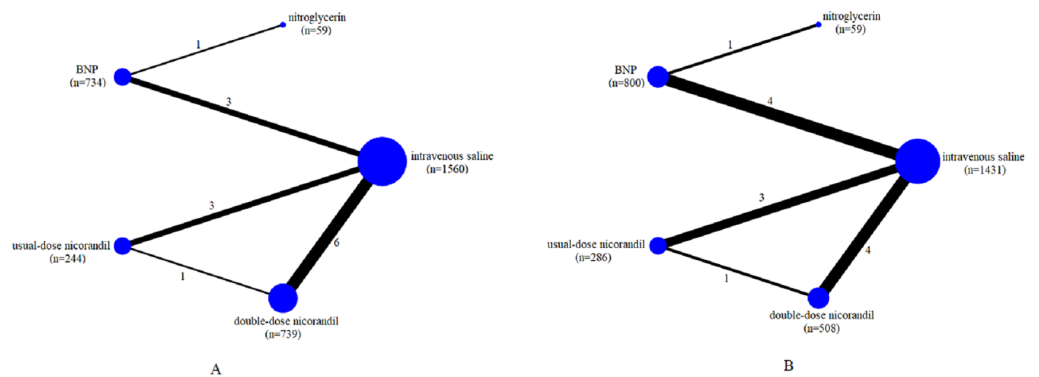 nitroglycerin
(n=59)
1
BNP
(n=734)
3
intravenous saline
(n=1560)
3
6
usual-dose nicorandil
(n=244)
1
double-dose nicorandil
(n=739)
A
nitroglycerin
(n=59)
1
BNP
(n=800)
4
intravenous saline
(n=1431)
3
4
usual-dose nicorandil
(n=286)
1
double-dose nicorandil
(n=508)
B